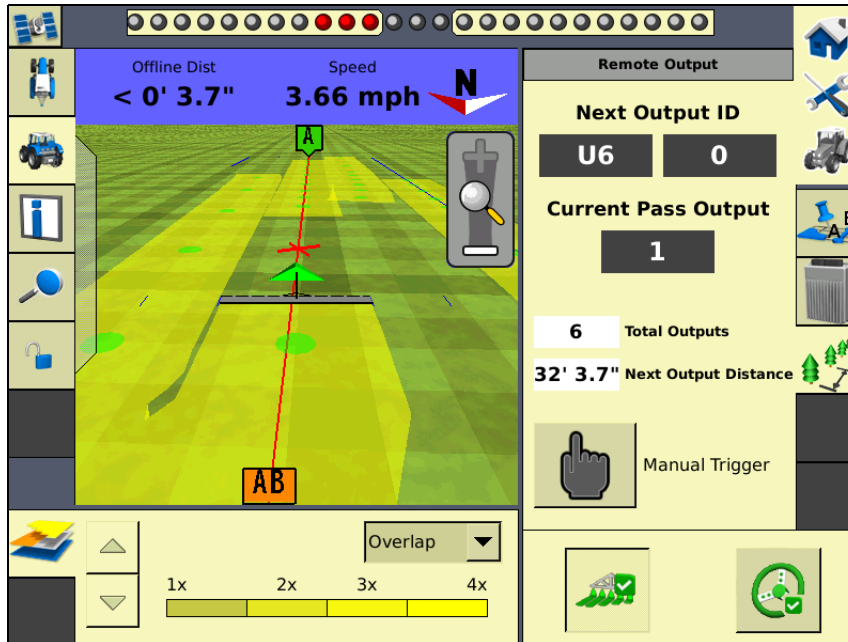 Offline Dist
Speed
< 0' 3.7"
3.66 mph
N
A
AB
Remote Output
Next Output ID
U6
0
Current Pass Output
1
6
Total Outputs
32' 3.7"
Next Output Distance
Manual Trigger
A
B
Overlap
1x
2x
3x
4x